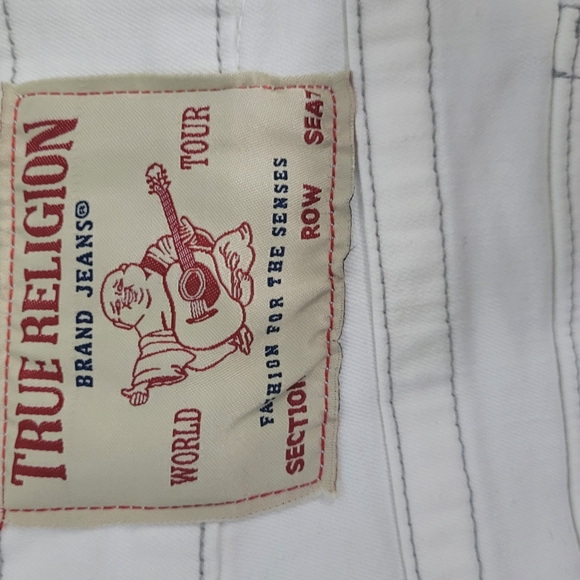 TRUE RELIGION
BRAND JEANS®
WORLD TOUR
FASHION FOR THE SENSES
SECTION ROW SEAT